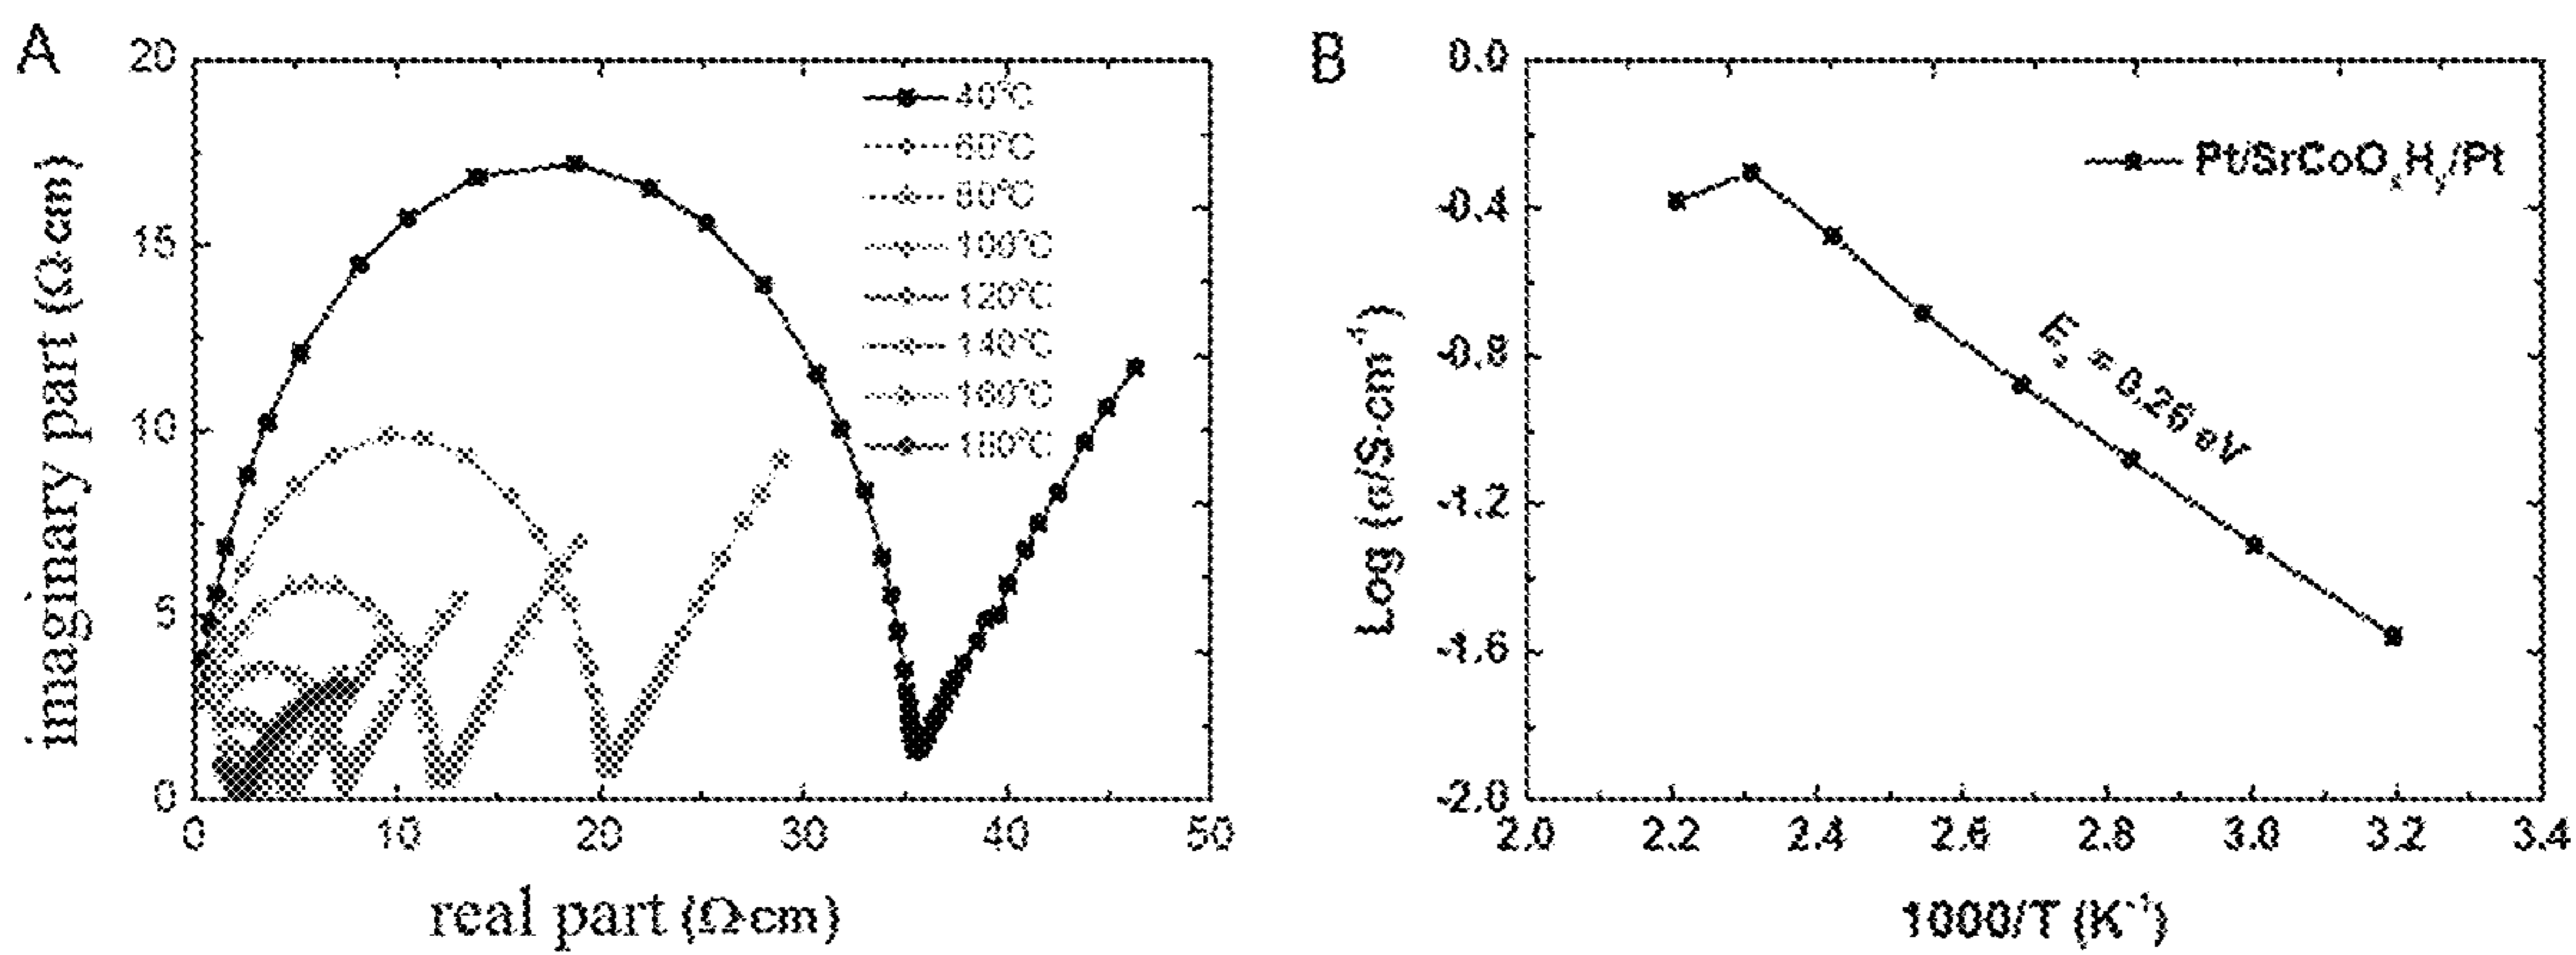 A
20
15
10
5
0
0 10 20 30 40 50
imaginary part (Ω·cm)
real part (Ω·cm)
40°C
60°C
80°C
100°C
120°C
140°C
160°C
180°C
B
0.0
-0.4
-0.8
-1.2
-1.6
-2.0
2.0 2.2 2.4 2.6 2.8 3.0 3.2 3.4
Log (σ/S·cm⁻¹)
1000/T (K⁻¹)
Pt/SrCoOₓHᵧ/Pt
Eₐ = 0.26 eV